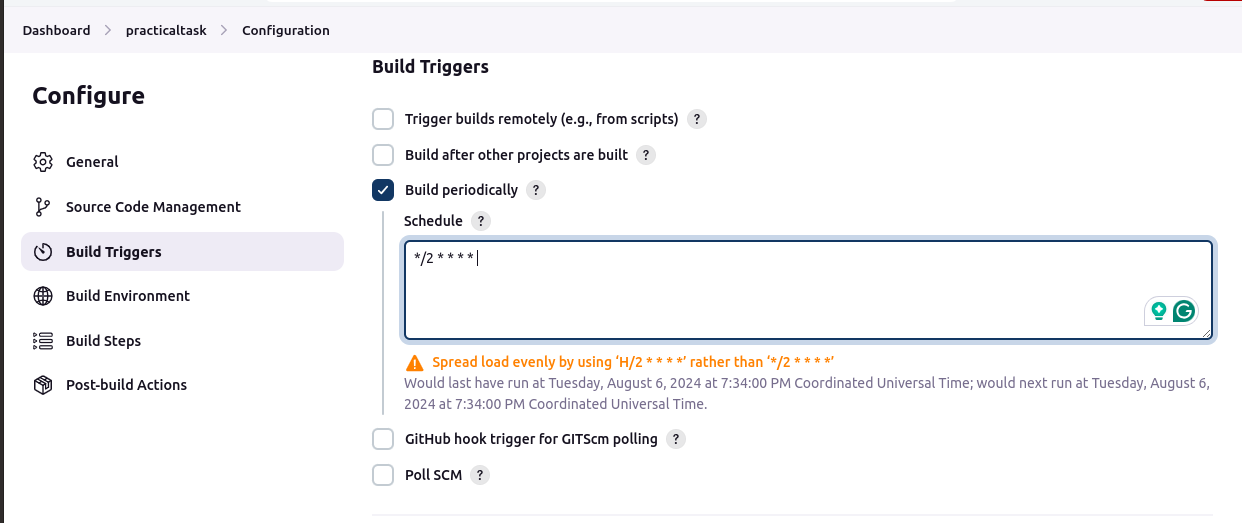 Dashboard > practicaltask > Configuration
Configure
General
Source Code Management
Build Triggers
Build Environment
Build Steps
Post-build Actions
Build Triggers
Trigger builds remotely (e.g., from scripts) ?
Build after other projects are built ?
Build periodically ?
Schedule ?
*/2 * * * *
Spread load evenly by using ‘H/2 * * * *’ rather than ‘*/2 * * * *’
Would last have run at Tuesday, August 6, 2024 at 7:34:00 PM Coordinated Universal Time; would next run at Tuesday, August 6,
2024 at 7:34:00 PM Coordinated Universal Time.
GitHub hook trigger for GITScm polling ?
Poll SCM ?